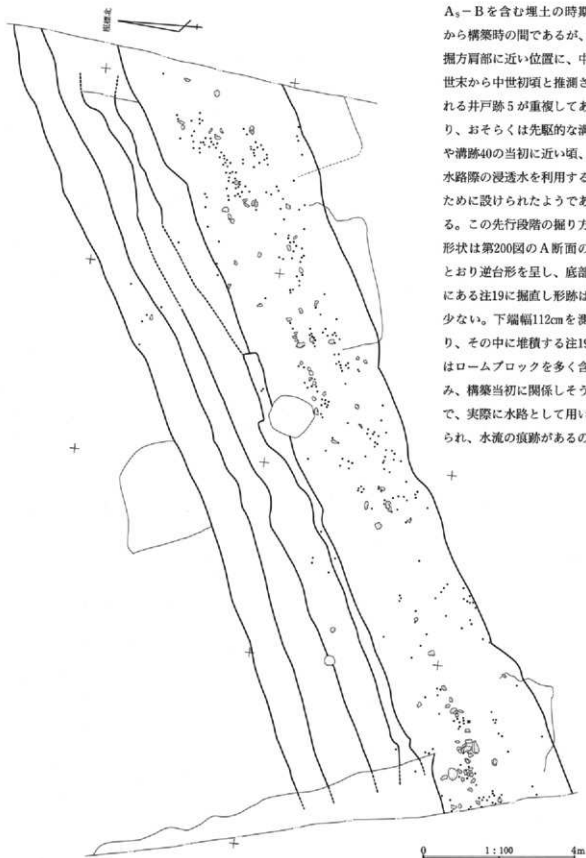 座標北
As－Bを含む埋土の時期
から構築時の間であるが、
掘方肩部に近い位置に、中
世末から中世初頃と推測さ
れる井戸跡5が重複してあ
り、おそらくは先駆的な溝
や溝跡40の当初に近い頃、
水路際の浸透水を利用する
ために設けられたようであ
る。この先行段階の掘り方
形状は第200図のA断面の
とおり逆台形を呈し、底部
にある注19に掘直し形跡は
少ない。下端幅112cmを測
り、その中に堆積する注19
はロームブロックを多く含
み、構築当初に関係しそう
で、実際に水路として用い
られ、水流の痕跡があるの
0 1:100 4m